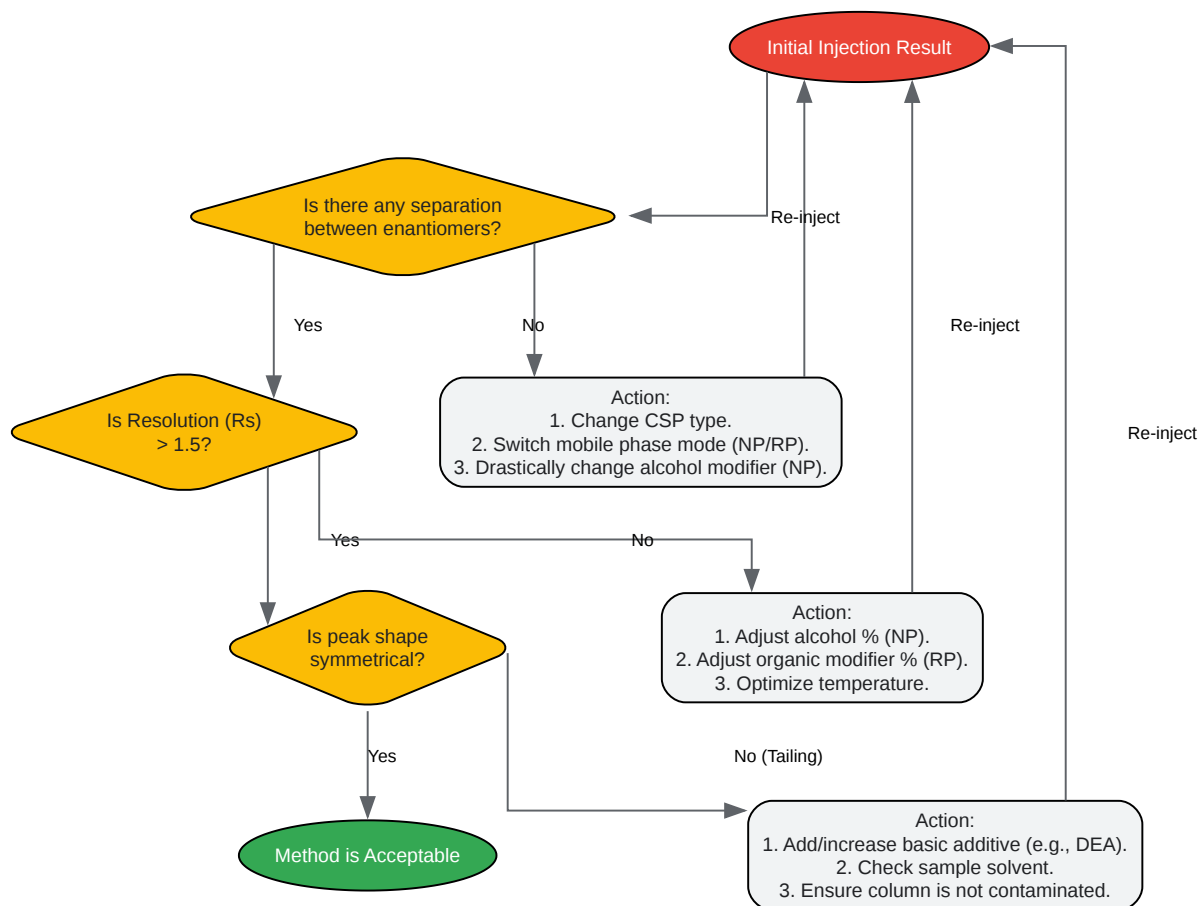 Initial Injection Result
Is there any separation
between enantiomers?
Re-inject
Yes
No
Re-inject
Action:
1. Change CSP type.
2. Switch mobile phase mode (NP/RP).
3. Drastically change alcohol modifier (NP).
Is Resolution (Rs)
> 1.5?
Re-inject
Yes
No
Action:
1. Adjust alcohol % (NP).
2. Adjust organic modifier % (RP).
3. Optimize temperature.
Is peak shape
symmetrical?
Yes
No (Tailing)
Action:
1. Add/increase basic additive (e.g., DEA).
2. Check sample solvent.
3. Ensure column is not contaminated.
Method is Acceptable